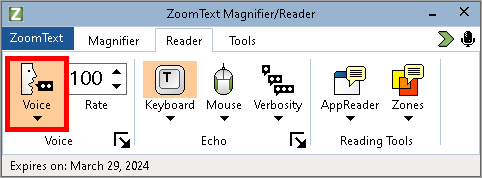 ZoomText Magnifier/Reader
ZoomText Magnifier Reader Tools
100
T
Voice Rate Keyboard Mouse Verbosity AppReader Zones
Voice Echo Reading Tools
Expires on: March 29, 2024